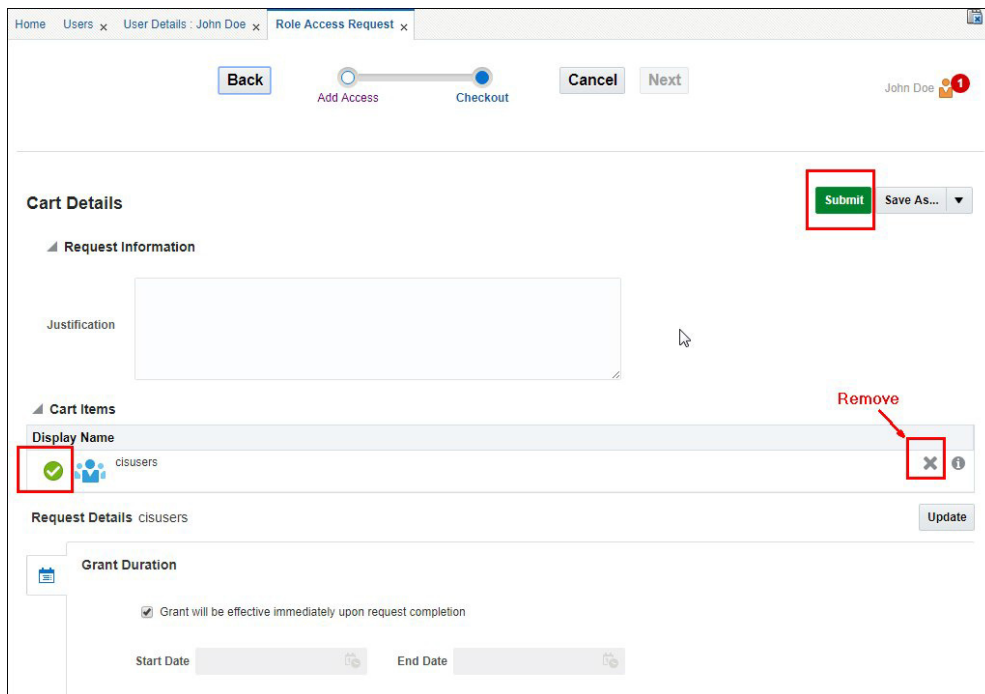 Home Users x User Details : John Doe x Role Access Request x
Back Cancel Next
Add Access Checkout
John Doe 1
Cart Details Submit Save As...
Request Information
Justification
Remove
Cart Items
Display Name
cisusers
Request Details cisusers Update
Grant Duration
Grant will be effective immediately upon request completion
Start Date End Date